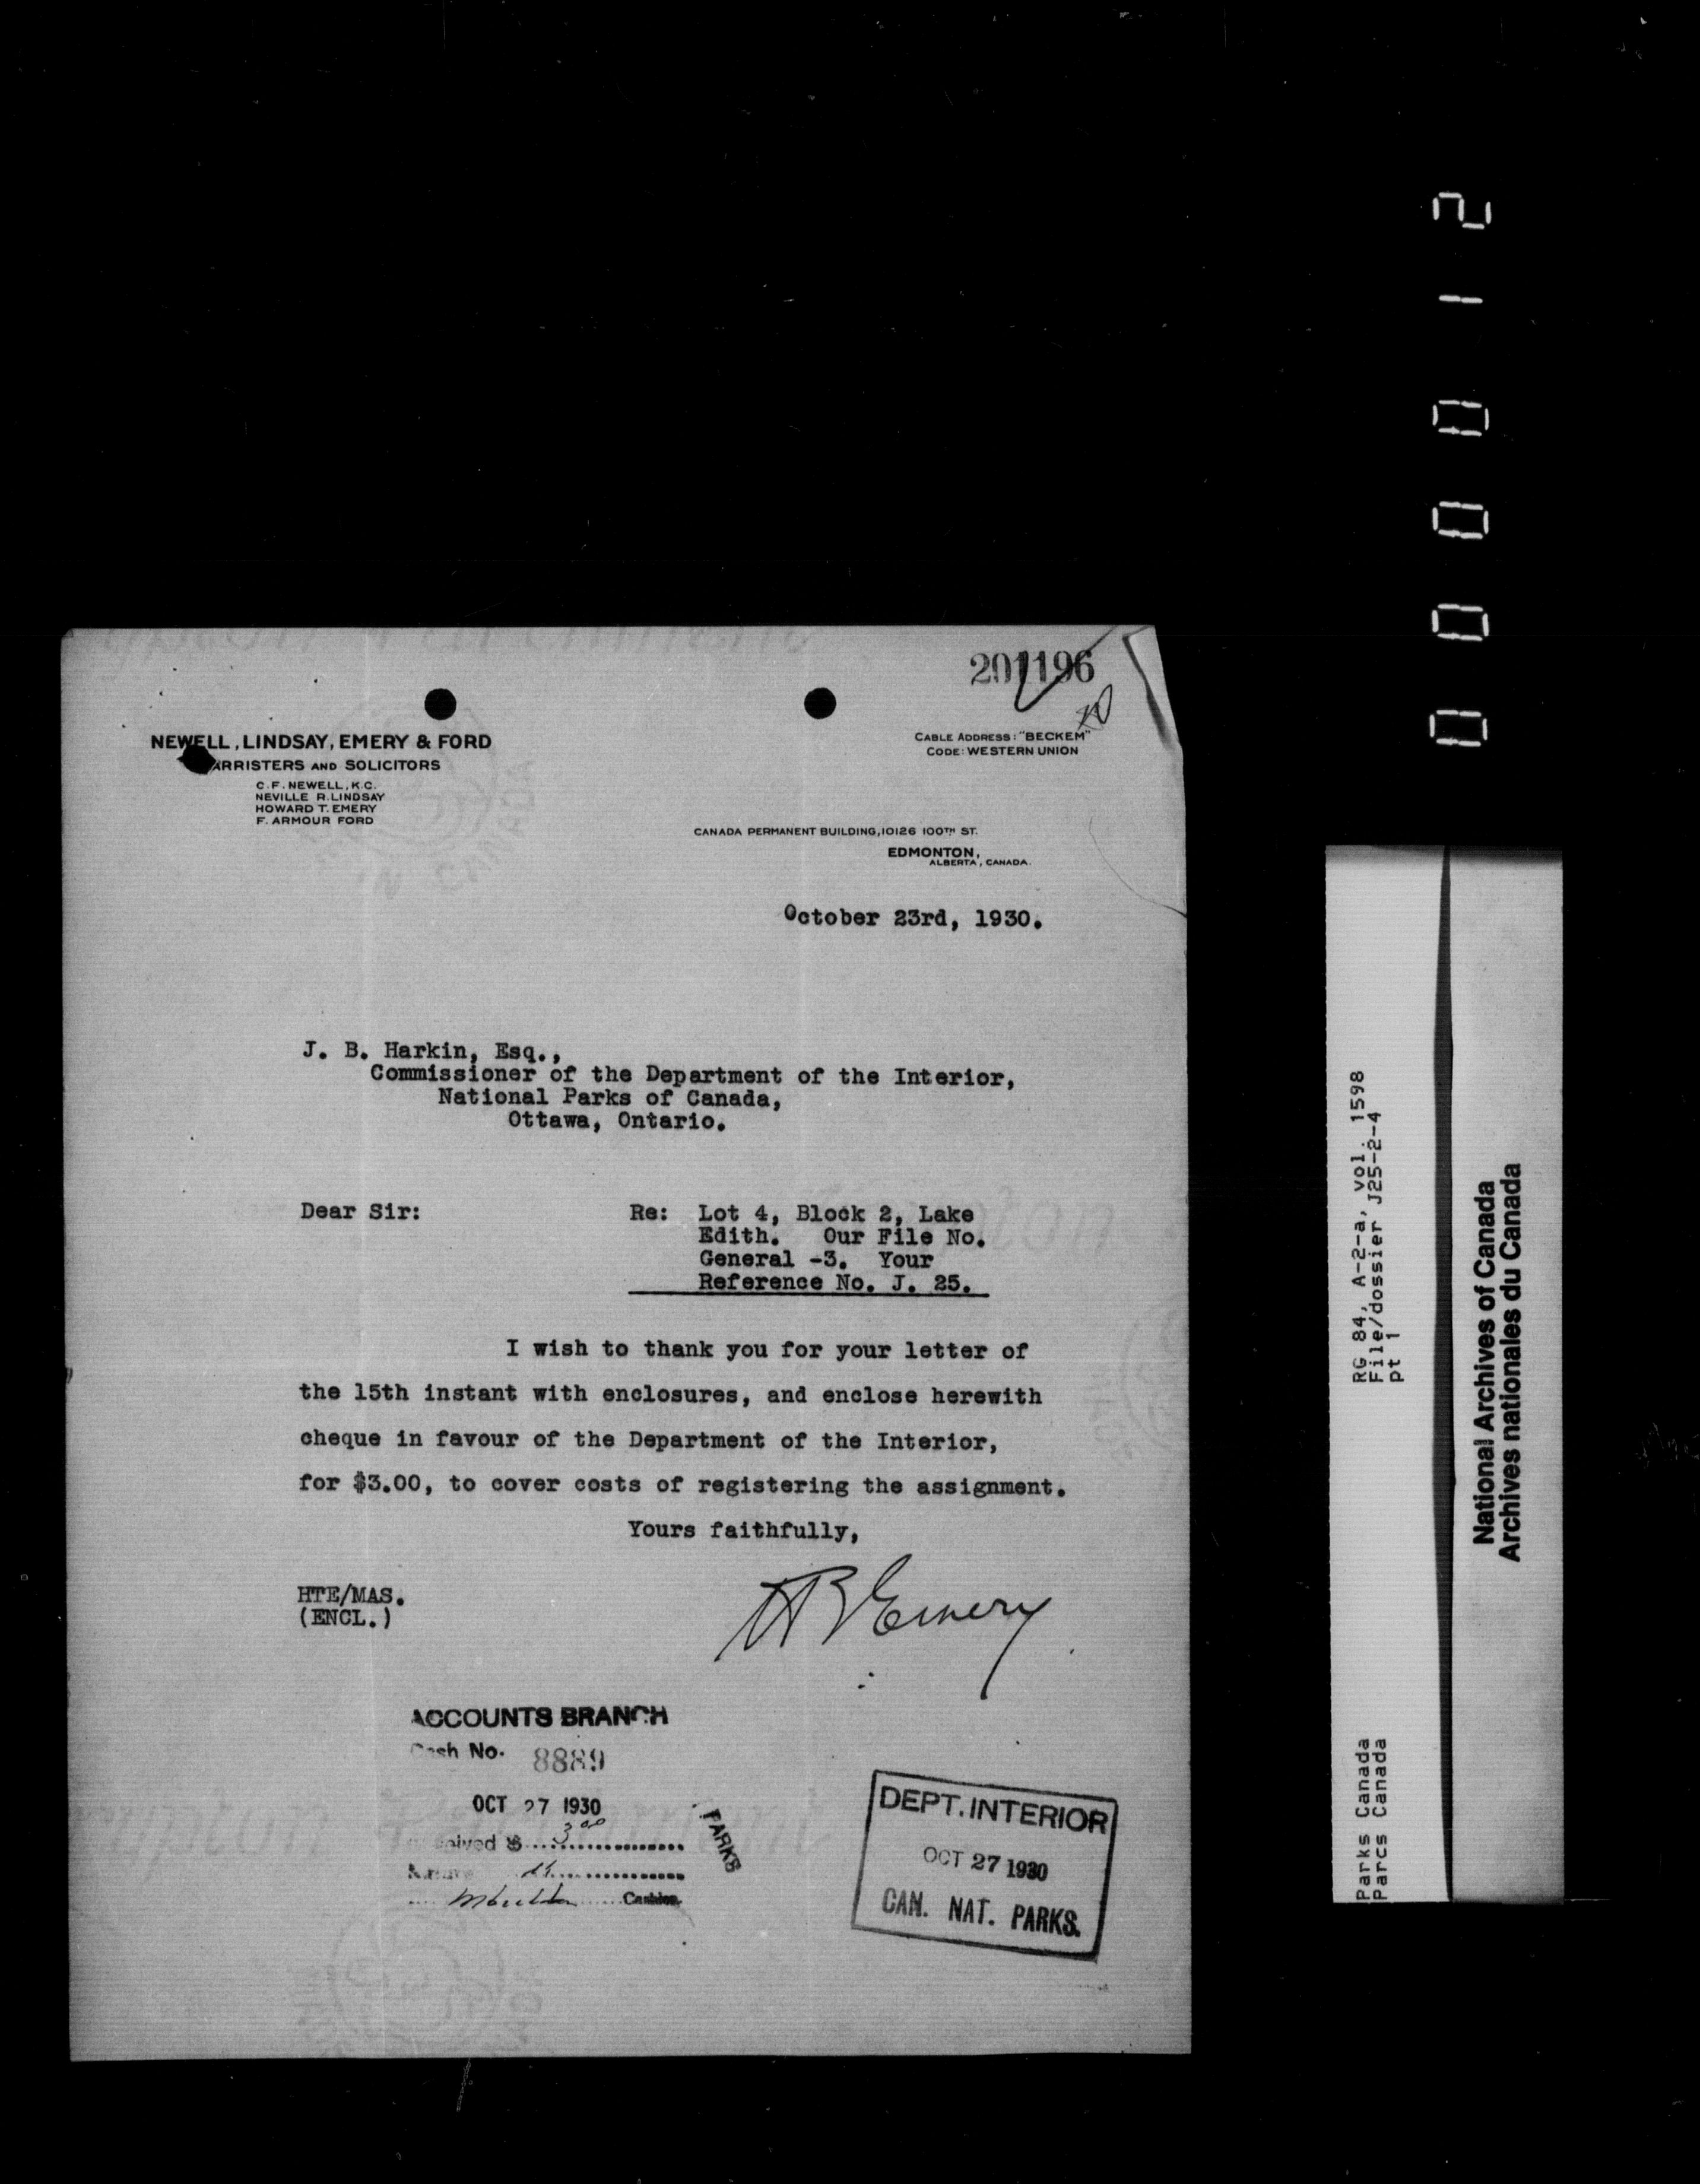 201196
NEWELL, LINDSAY, EMERY & FORD
ARRISTERS AND SOLICITORS
C. F. NEWELL, K.C.
NEVILLE R. LINDSAY
HOWARD T. EMERY
F. ARMOUR FORD
CABLE ADDRESS: "BECKEM"
CODE: WESTERN UNION
CANADA PERMANENT BUILDING, 10126 100TH ST.
EDMONTON,
ALBERTA, CANADA.
October 23rd, 1930.
J. B. Harkin, Esq.,
Commissioner of the Department of the Interior,
National Parks of Canada,
Ottawa, Ontario.
Dear Sir:
Re: Lot 4, Block 2, Lake
Edith. Our File No.
General -3. Your
Reference No. J. 25.
I wish to thank you for your letter of
the 15th instant with enclosures, and enclose herewith
cheque in favour of the Department of the Interior,
for $3.00, to cover costs of registering the assignment.
Yours faithfully,
HTE/MAS.
(ENCL.)
Emery
ACCOUNTS BRANCH
Cash No. 8889
OCT 27 1930
PARKS
DEPT. INTERIOR
OCT 27 1930
CAN. NAT. PARKS.
000012
RG 84, A-2-a, vol. 1598
File/dossier J25-2-4
pt 1
Parks Canada
Parcs Canada
National Archives of Canada
Archives nationales du Canada